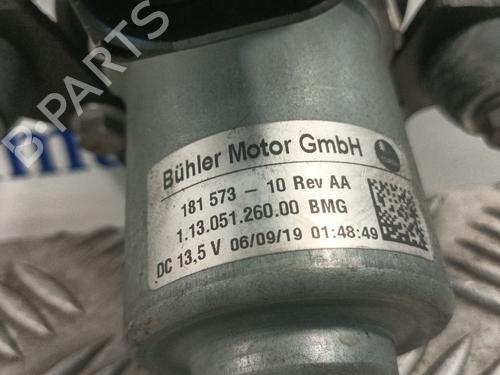 Bühler Motor GmbH
181 573 - 10 Rev AA
1.13.051.260.00 BMG
DC 13,5 V 06/09/19 01:48:49
B PARTS